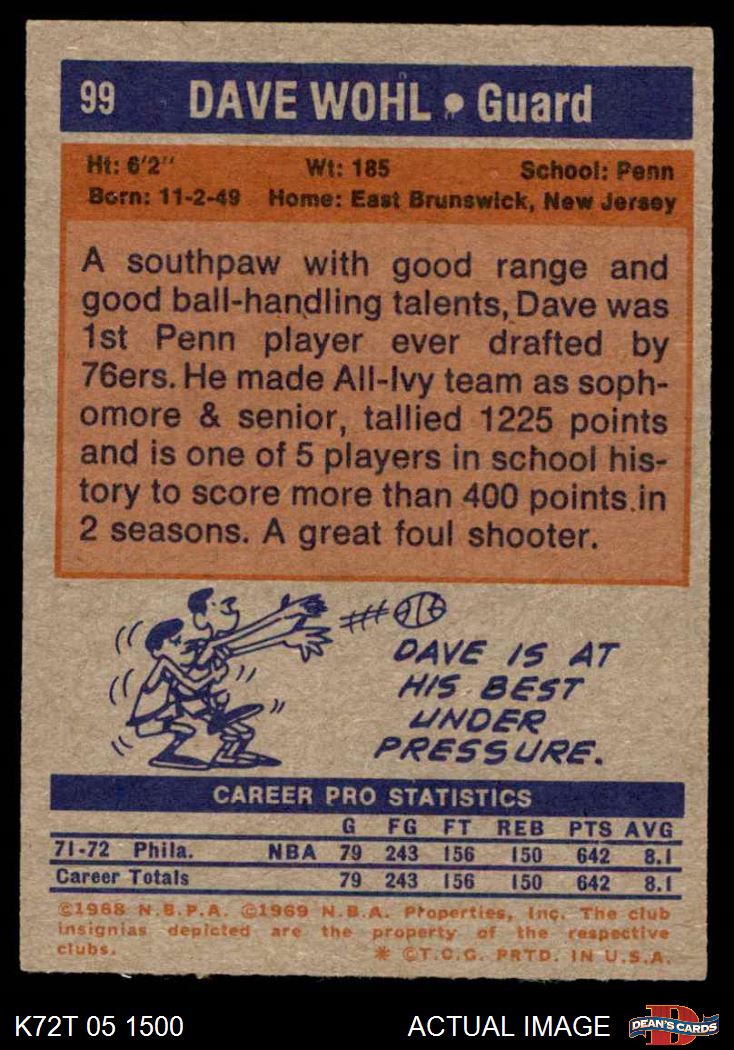 99 DAVE WOHL • Guard
Ht: 6'2" Wt: 185 School: Penn
Born: 11-2-49 Home: East Brunswick, New Jersey
A southpaw with good range and
good ball-handling talents, Dave was
1st Penn player ever drafted by
76ers. He made All-Ivy team as soph-
omore & senior, tallied 1225 points
and is one of 5 players in school his-
tory to score more than 400 points in
2 seasons. A great foul shooter.
DAVE IS AT
HIS BEST
UNDER
PRESSURE.
CAREER PRO STATISTICS
G FG FT REB PTS AVG
71-72 Phila. NBA 79 243 156 150 642 8.1
Career Totals 79 243 156 150 642 8.1
©1968 N.B.P.A. ©1969 N.B.A. Properties, Inc. The club
insignias depicted are the property of the respective
clubs. * ©T.C.G. PRTD. IN U.S.A.
K72T 05 1500 ACTUAL IMAGE DEAN'S CARDS